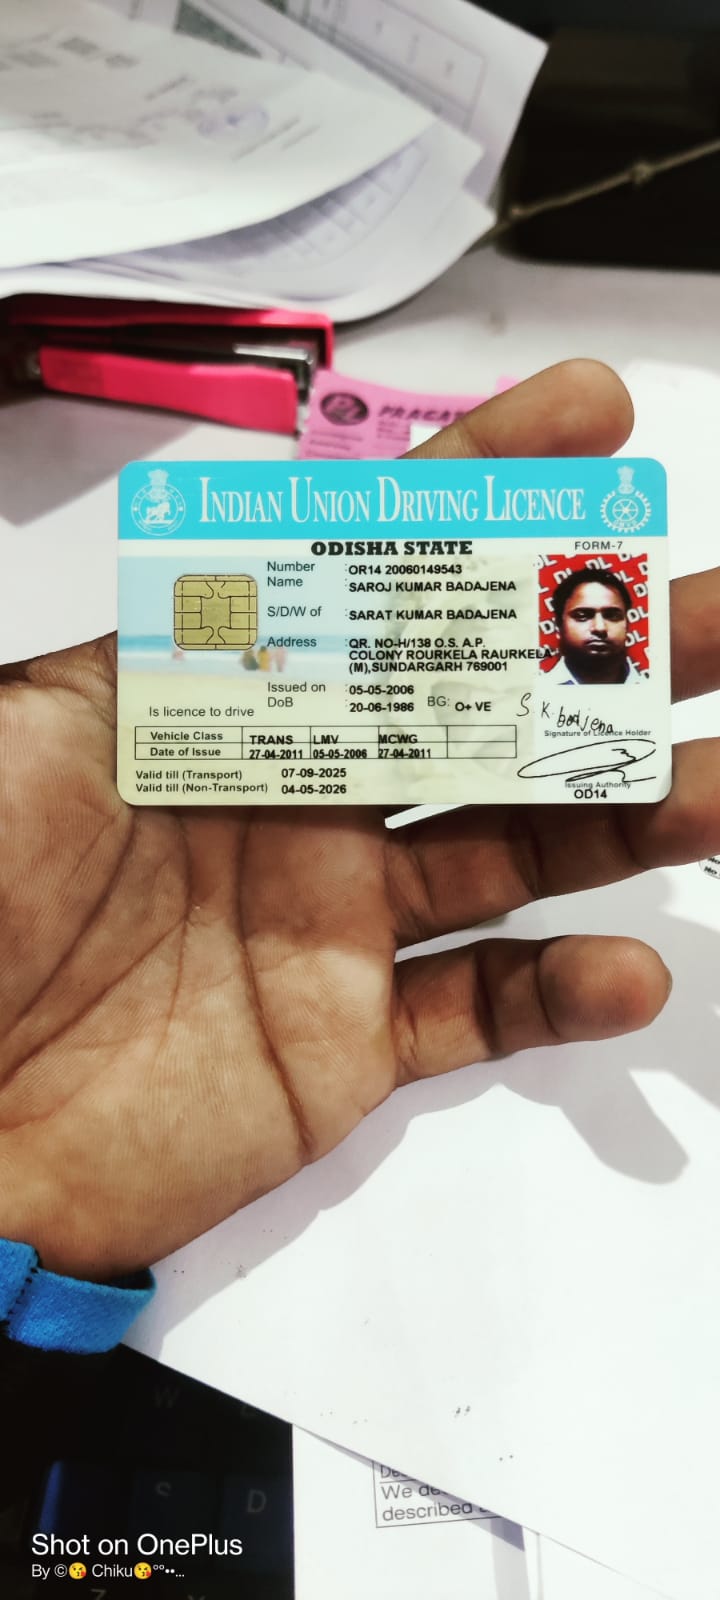 PRAGA
INDIAN UNION DRIVING LICENCE
ODISHA STATE
FORM-7
Number : OR14 20060149543
Name : SAROJ KUMAR BADAJENA
S/D/W of : SARAT KUMAR BADAJENA
Address : QR. NO-H/138 O.S. A.P.
COLONY ROURKELA RAURKELA
(M),SUNDARGARH 769001
Issued on : 05-05-2006
DoB : 20-06-1986 BG: O+ VE
Is licence to drive
S. K. badjena
Signature of Licence Holder
Vehicle Class TRANS LMV MCWG
Date of Issue 27-04-2011 05-05-2006 27-04-2011
Valid till (Transport) 07-09-2025
Valid till (Non-Transport) 04-05-2026
Issuing Authority
OD14
We de
described
Shot on OnePlus
By ©😘 Chiku😘°°••...